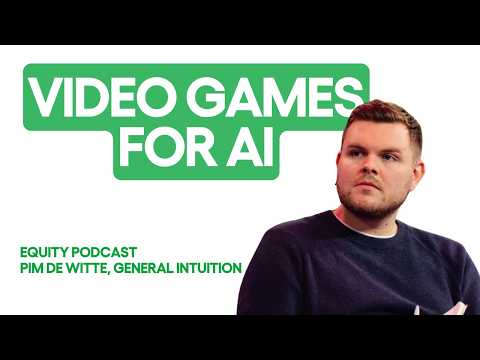 VIDEO GAMES
FOR AI
EQUITY PODCAST
PIM DE WITTE, GENERAL INTUITION